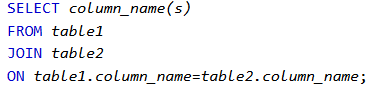 SELECT column_name(s)
FROM table1
JOIN table2
ON table1.column_name=table2.column_name;